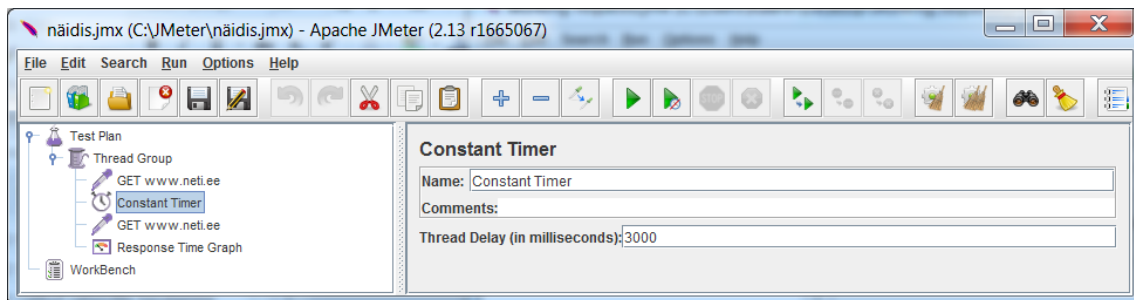 näidis.jmx (C:\JMeter\näidis.jmx) - Apache JMeter (2.13 r1665067)
File Edit Search Run Options Help
STOP
Test Plan
Thread Group
GET www.neti.ee
Constant Timer
GET www.neti.ee
Response Time Graph
WorkBench
Constant Timer
Name: Constant Timer
Comments:
Thread Delay (in milliseconds): 3000